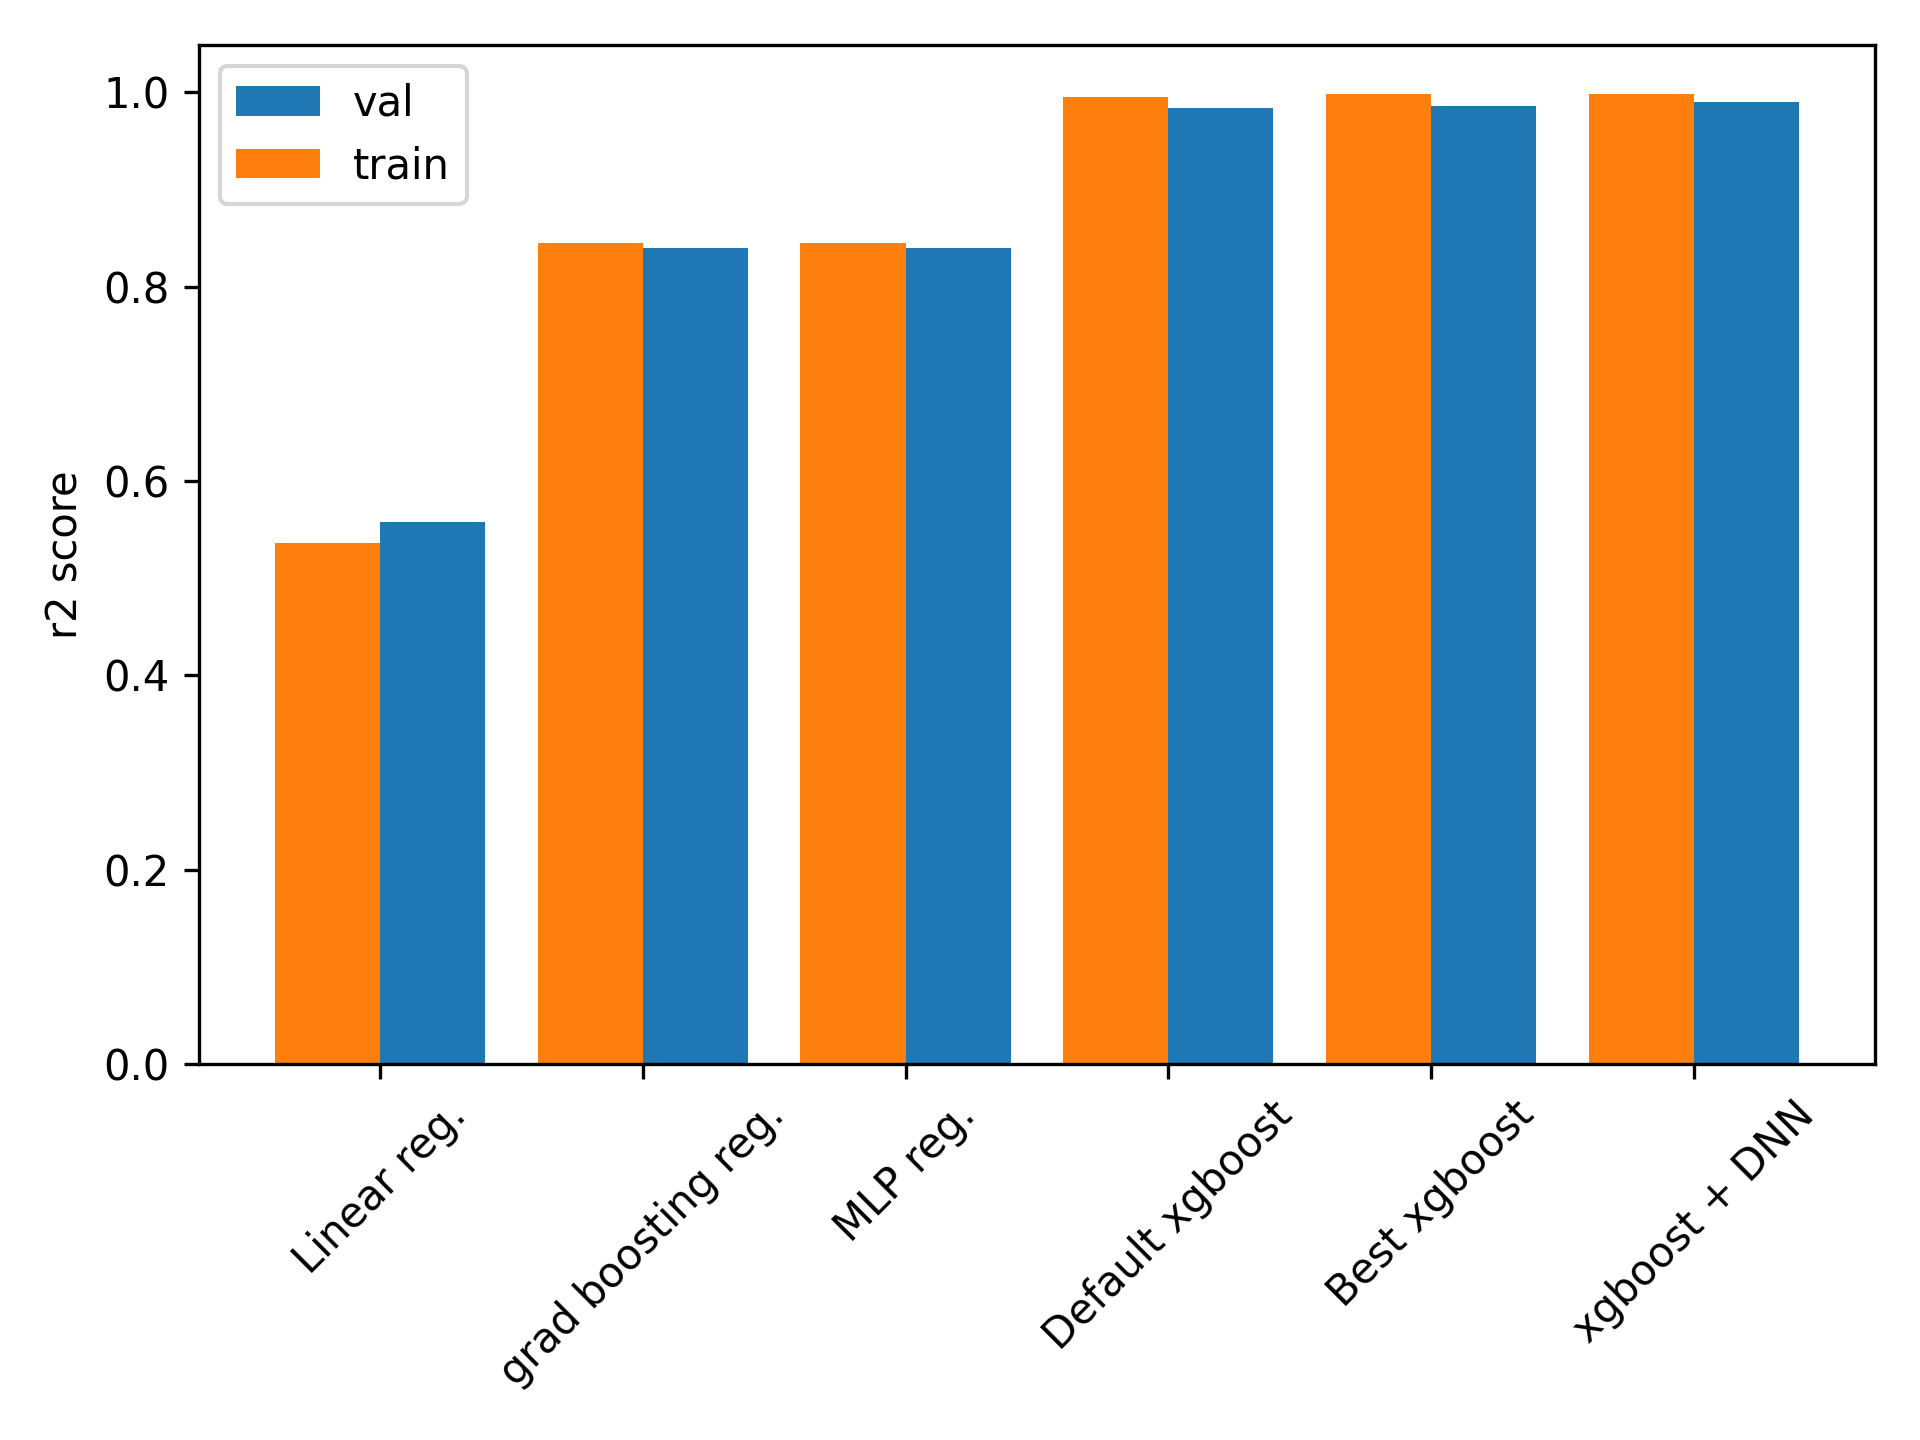 val
train
r2 score
1.0
0.8
0.6
0.4
0.2
0.0
Linear reg.
grad boosting reg.
MLP reg.
Default xgboost
Best xgboost
xgboost + DNN